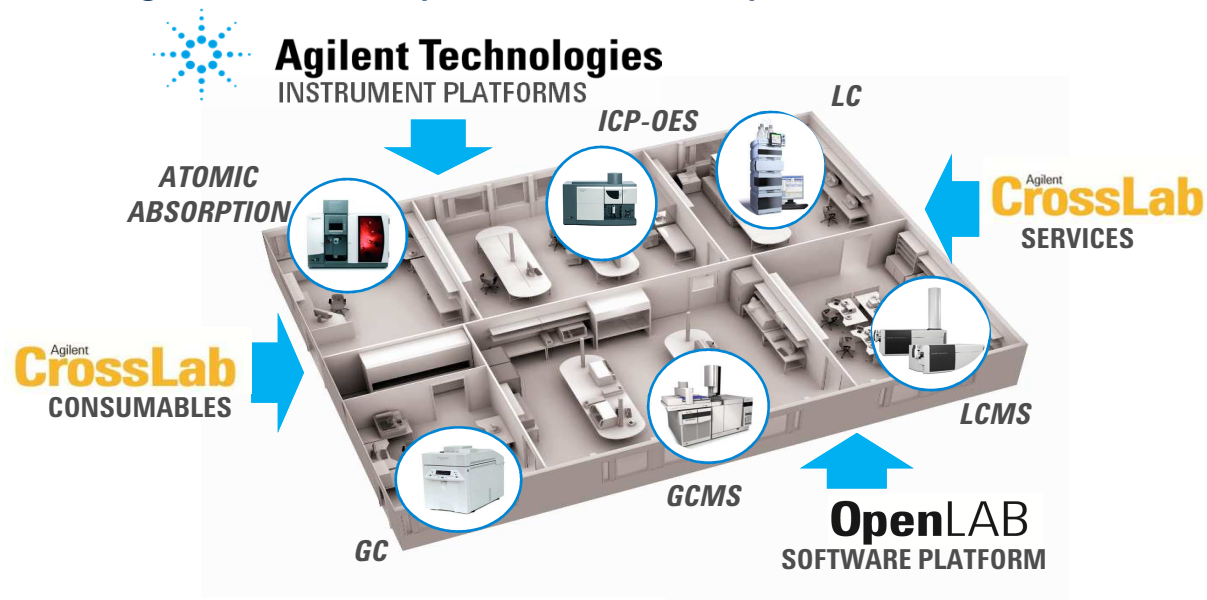 Agilent Technologies
INSTRUMENT PLATFORMS
LC
ICP-OES
ATOMIC
ABSORPTION
Agilent
CrossLab
SERVICES
Agilent
CrossLab
CONSUMABLES
LCMS
GCMS
GC
OpenLAB
SOFTWARE PLATFORM